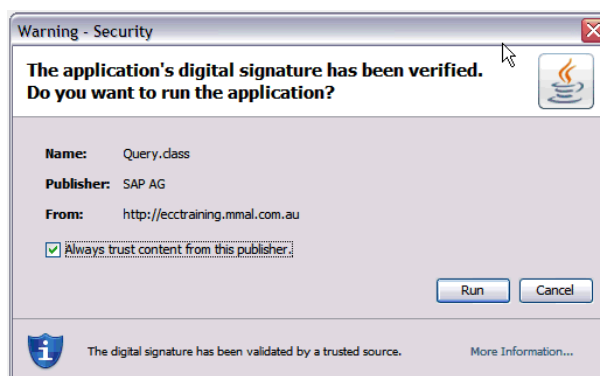 Warning - Security
The application's digital signature has been verified.
Do you want to run the application?
Name: Query.class
Publisher: SAP AG
From: http://ecctraining.mmal.com.au
Always trust content from this publisher.
Run Cancel
The digital signature has been validated by a trusted source. More Information...